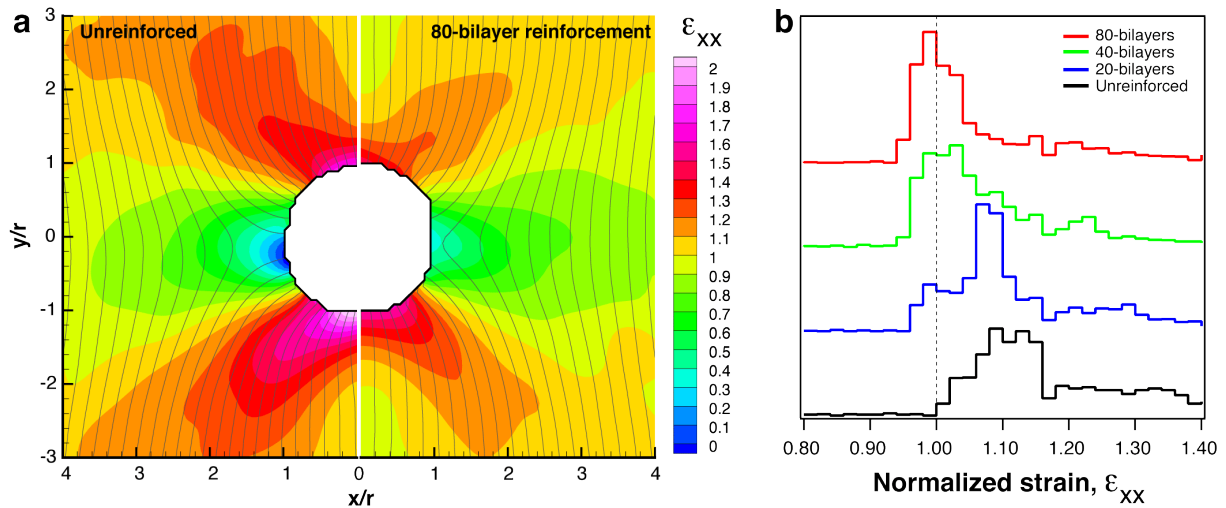 a
Unreinforced
80-bilayer reinforcement
εxx
3
2
1
0
-1
-2
-3
y/r
4
3
2
1
0
1
2
3
4
x/r
2
1.9
1.8
1.7
1.6
1.5
1.4
1.3
1.2
1.1
1
0.9
0.8
0.7
0.6
0.5
0.4
0.3
0.2
0.1
0
b
80-bilayers
40-bilayers
20-bilayers
Unreinforced
0.80 0.90 1.00 1.10 1.20 1.30 1.40
Normalized strain, εxx